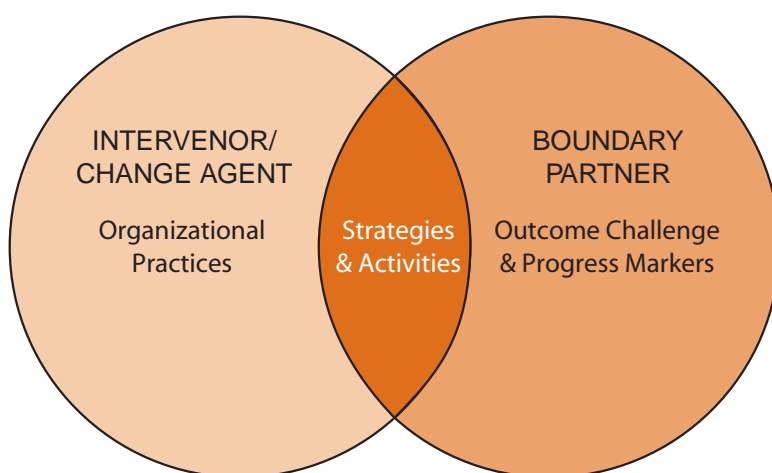 INTERVENOR/
CHANGE AGENT
Organizational
Practices
Strategies
& Activities
BOUNDARY
PARTNER
Outcome Challenge
& Progress Markers